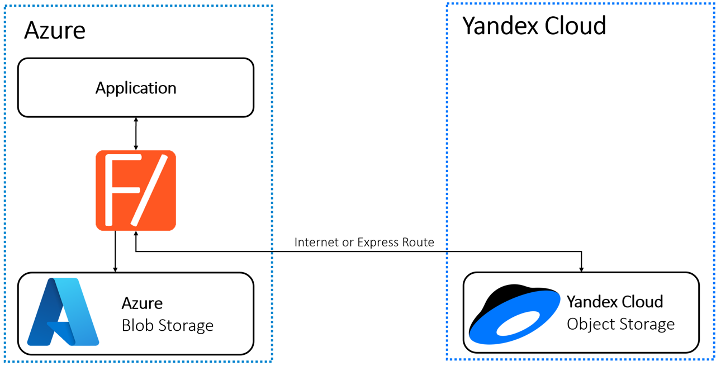 Azure
Yandex Cloud
Application
F/
Internet or Express Route
Azure
Blob Storage
Yandex Cloud
Object Storage